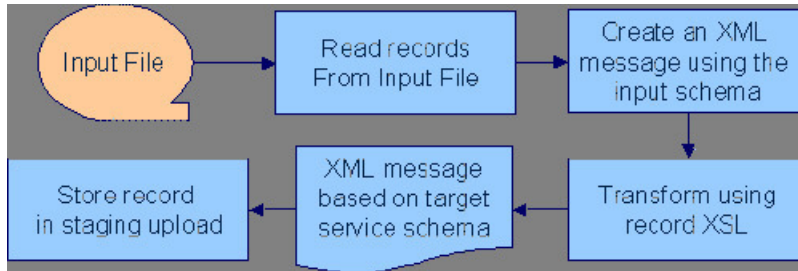 Input File
Read records
From Input File
Create an XML
message using the
input schema
Transform using
record XSL
XML message
based on target
service schema
Store record
in staging upload